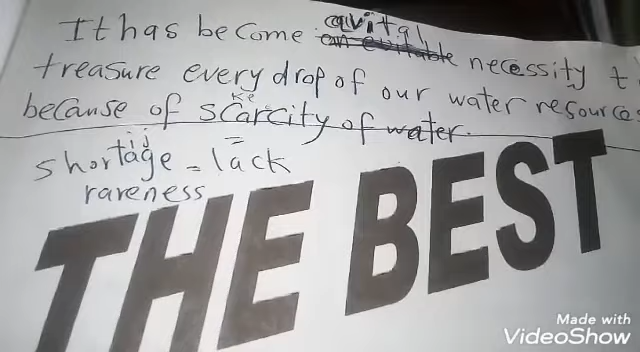 It has become a vital necessity t
treasure every drop of our water resources
because of scarcity of water.
shortage = lack
rareness
THE BEST
Made with
VideoShow